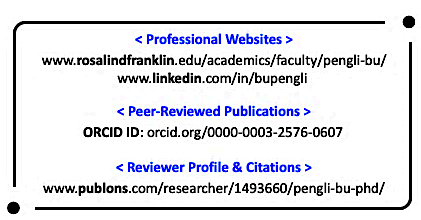 < Professional Websites >
www.rosalindfranklin.edu/academics/faculty/pengli-bu/
www.linkedin.com/in/bupengli
< Peer-Reviewed Publications >
ORCID ID: orcid.org/0000-0003-2576-0607
< Reviewer Profile & Citations >
www.publons.com/researcher/1493660/pengli-bu-phd/